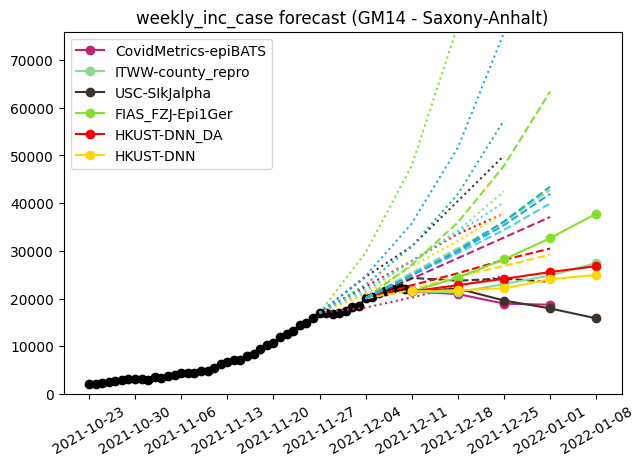 weekly_inc_case forecast (GM14 - Saxony-Anhalt)
CovidMetrics-epiBATS
ITWW-county_repro
USC-SIkJalpha
FIAS_FZJ-Epi1Ger
HKUST-DNN_DA
HKUST-DNN
70000
60000
50000
40000
30000
20000
10000
0
2021-10-23
2021-10-30
2021-11-06
2021-11-13
2021-11-20
2021-11-27
2021-12-04
2021-12-11
2021-12-18
2021-12-25
2022-01-01
2022-01-08